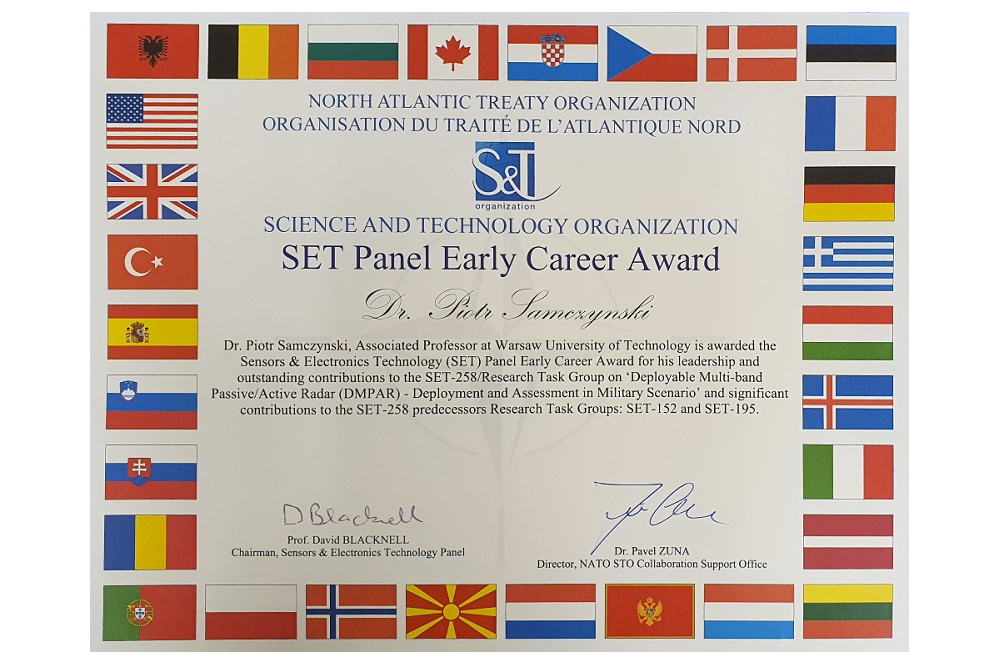 NORTH ATLANTIC TREATY ORGANIZATION
ORGANISATION DU TRAITÉ DE L'ATLANTIQUE NORD
S&T
organization
SCIENCE AND TECHNOLOGY ORGANIZATION
SET Panel Early Career Award
Dr. Piotr Samczynski
Dr. Piotr Samczynski, Associated Professor at Warsaw University of Technology is awarded the
Sensors & Electronics Technology (SET) Panel Early Career Award for his leadership and
outstanding contributions to the SET-258/Research Task Group on ‘Deployable Multi-band
Passive/Active Radar (DMPAR) - Deployment and Assessment in Military Scenario’ and significant
contributions to the SET-258 predecessors Research Task Groups: SET-152 and SET-195.
D Blacknell
Prof. David BLACKNELL
Chairman, Sensors & Electronics Technology Panel
Dr. Pavel ZUNA
Director, NATO STO Collaboration Support Office